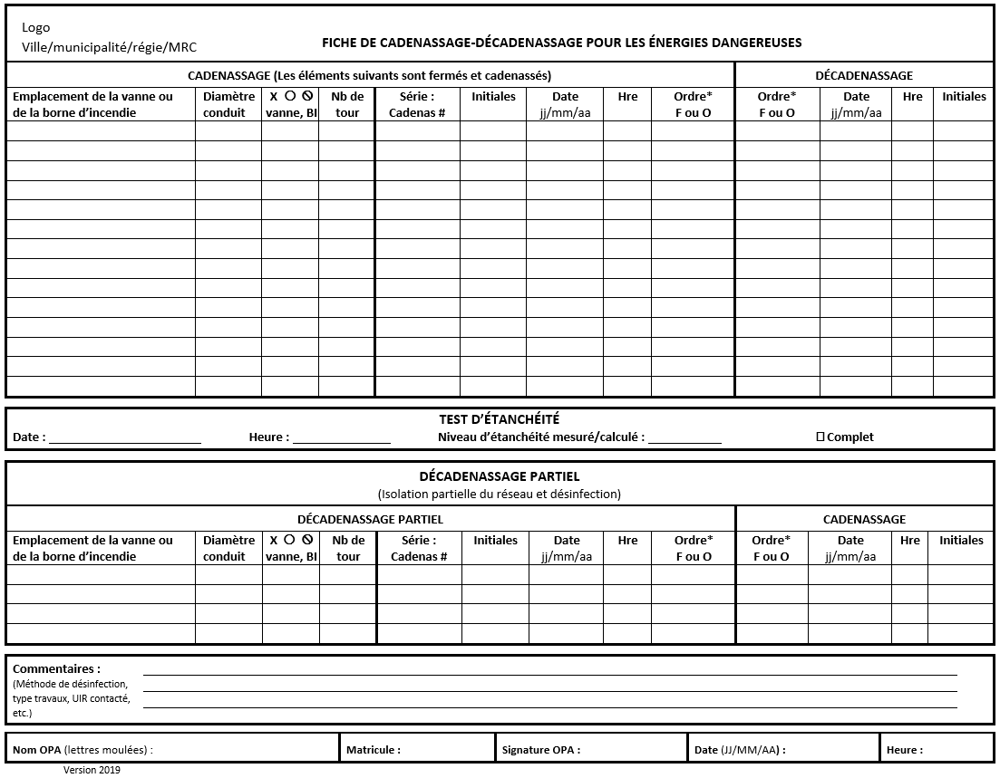 Logo
Ville/municipalité/régie/MRC
FICHE DE CADENASSAGE-DÉCADENASSAGE POUR LES ÉNERGIES DANGEREUSES
CADENASSAGE (Les éléments suivants sont fermés et cadenassés) DÉCADENASSAGE
Emplacement de la vanne ou Diamètre X ○ ⦸ Nb de Série : Initiales Date Hre Ordre* Ordre* Date Hre Initiales
de la borne d’incendie conduit vanne, BI tour Cadenas # jj/mm/aa F ou O F ou O jj/mm/aa
TEST D’ÉTANCHÉITÉ
Date : Heure : Niveau d’étanchéité mesuré/calculé : ☐ Complet
DÉCADENASSAGE PARTIEL
(Isolation partielle du réseau et désinfection)
DÉCADENASSAGE PARTIEL CADENASSAGE
Emplacement de la vanne ou Diamètre X ○ ⦸ Nb de Série : Initiales Date Hre Ordre* Ordre* Date Hre Initiales
de la borne d’incendie conduit vanne, BI tour Cadenas # jj/mm/aa F ou O F ou O jj/mm/aa
Commentaires :
(Méthode de désinfection,
type travaux, UIR contacté,
etc.)
Nom OPA (lettres moulées) : Matricule : Signature OPA : Date (JJ/MM/AA) : Heure :
Version 2019